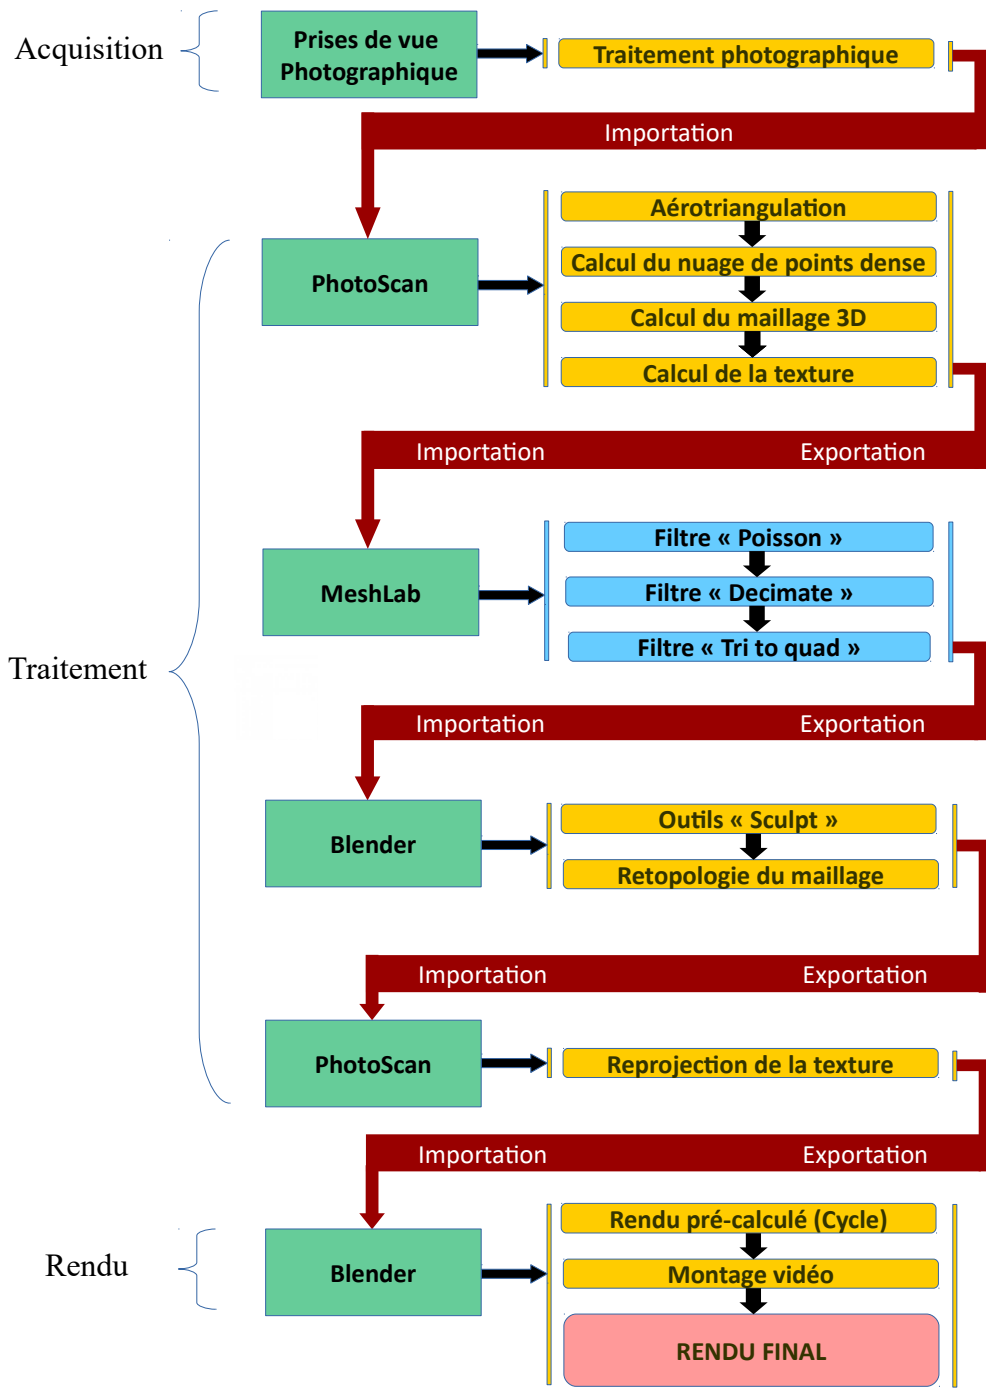 Acquisition
Prises de vue
Photographique
Traitement photographique
Importation
Aérotriangulation
PhotoScan
Calcul du nuage de points dense
Calcul du maillage 3D
Calcul de la texture
Importation
Exportation
Filtre « Poisson »
MeshLab
Filtre « Decimate »
Filtre « Tri to quad »
Traitement
Importation
Exportation
Outils « Sculpt »
Blender
Retopologie du maillage
Importation
Exportation
PhotoScan
Reprojection de la texture
Importation
Exportation
Rendu pré-calculé (Cycle)
Rendu
Blender
Montage vidéo
RENDU FINAL